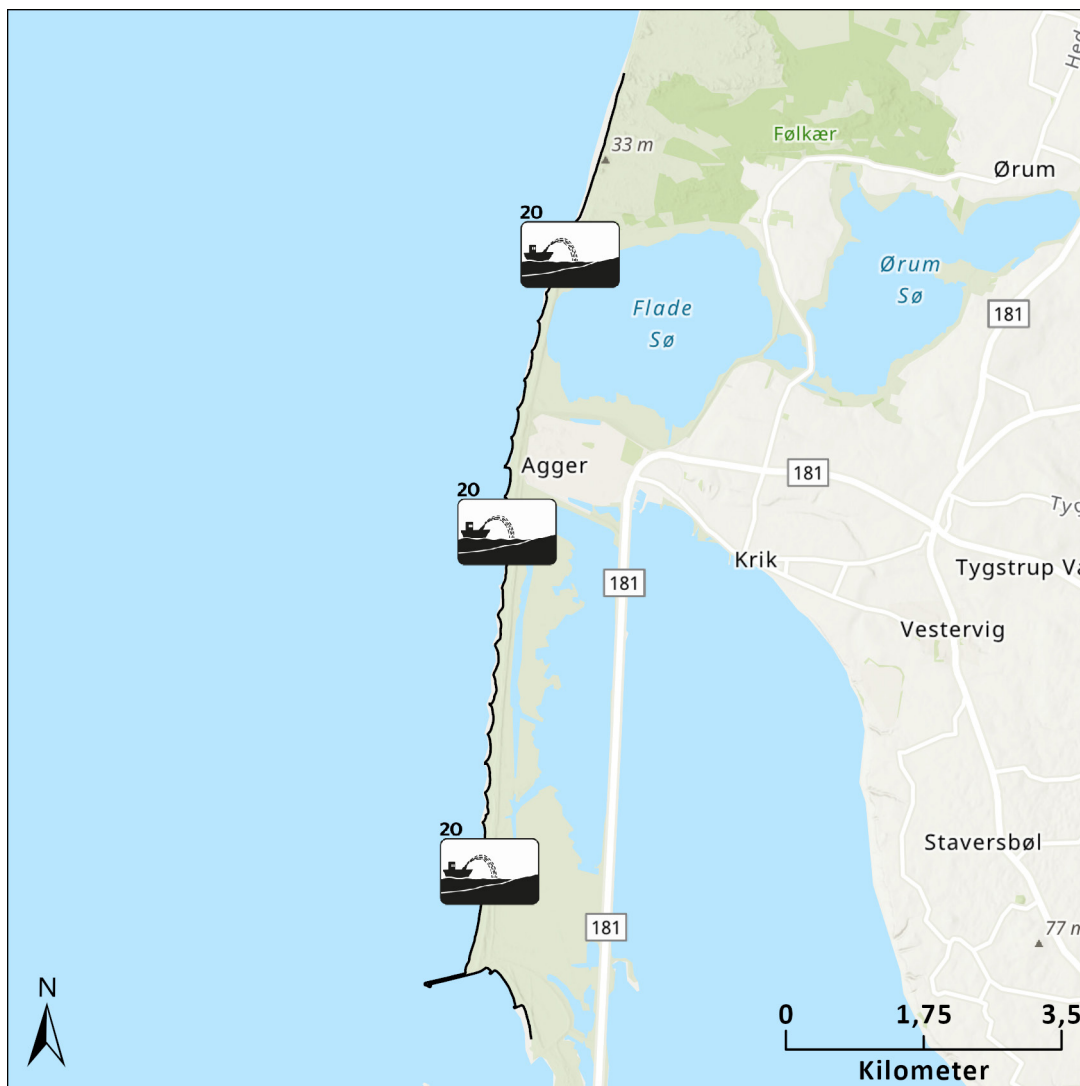 Hed
Følkær
33 m
Ørum
20
Ørum
Sø
Flade
Sø
181
Agger
181
20
Tyg
Krik
Tygstrup Va
181
Vestervig
20
Staversbøl
181
77 m
N
0 1,75 3,5
Kilometer